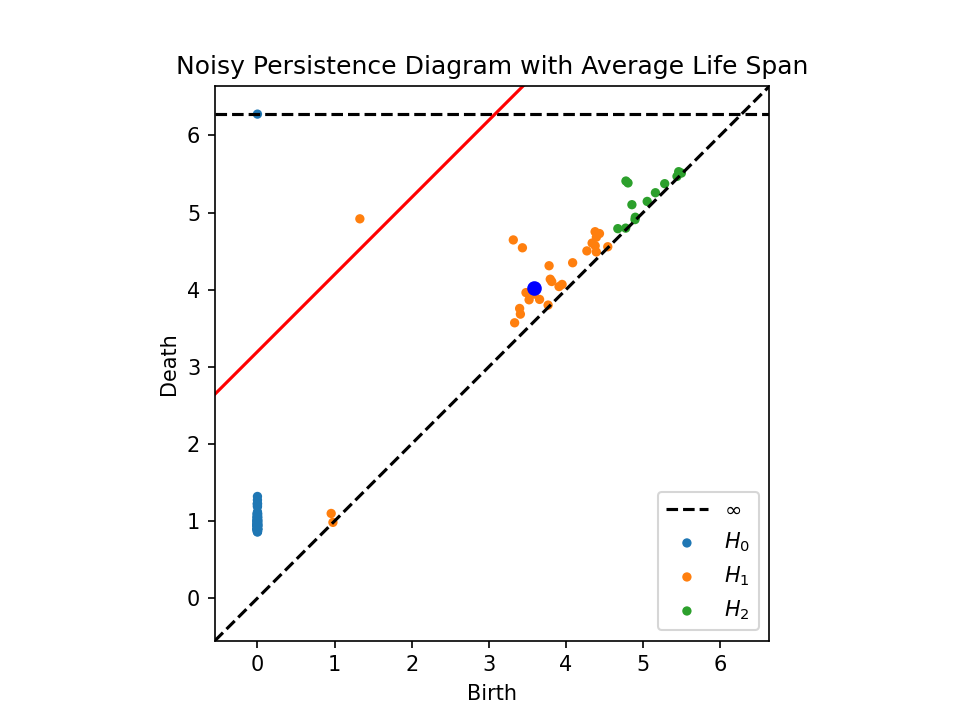 Noisy Persistence Diagram with Average Life Span
6
5
4
3
2
1
0
Death
0 1 2 3 4 5 6
Birth
∞
H₀
H₁
H₂